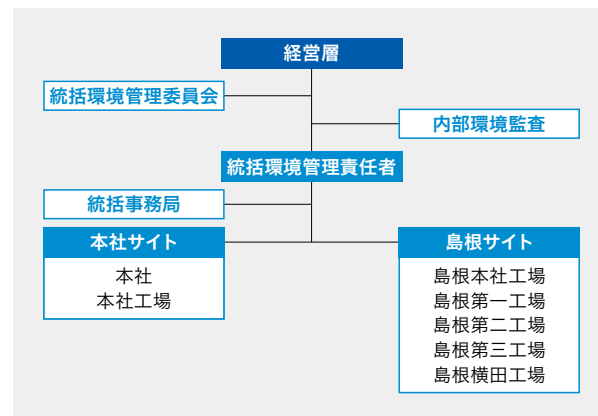 経営層
統括環境管理委員会
内部環境監査
統括環境管理責任者
統括事務局
本社サイト
本社
本社工場
島根サイト
島根本社工場
島根第一工場
島根第二工場
島根第三工場
島根横田工場